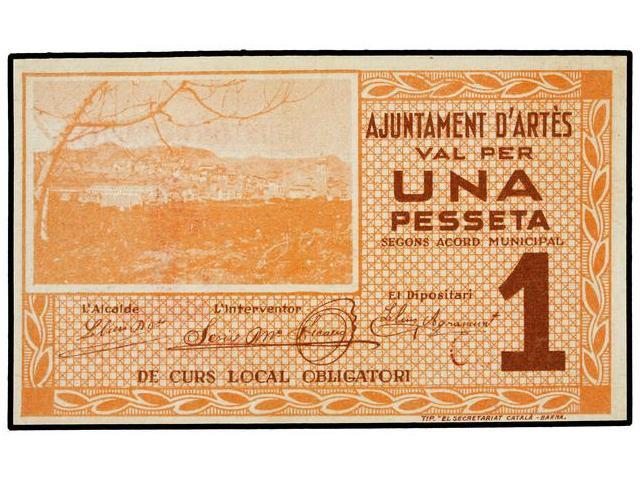 AJUNTAMENT D'ARTÈS
VAL PER
UNA
PESSETA
SEGONS ACORD MUNICIPAL
1
L'Alcalde
L'Interventor
El Dipositari
DE CURS LOCAL OBLIGATORI
TIP. "EL SECRETARIAT CATALÀ - BARNA.